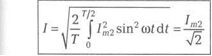 I = √(2/T ∫₀^{T/2} I²ₘ₂ sin² ωt dt) = Iₘ₂/√2